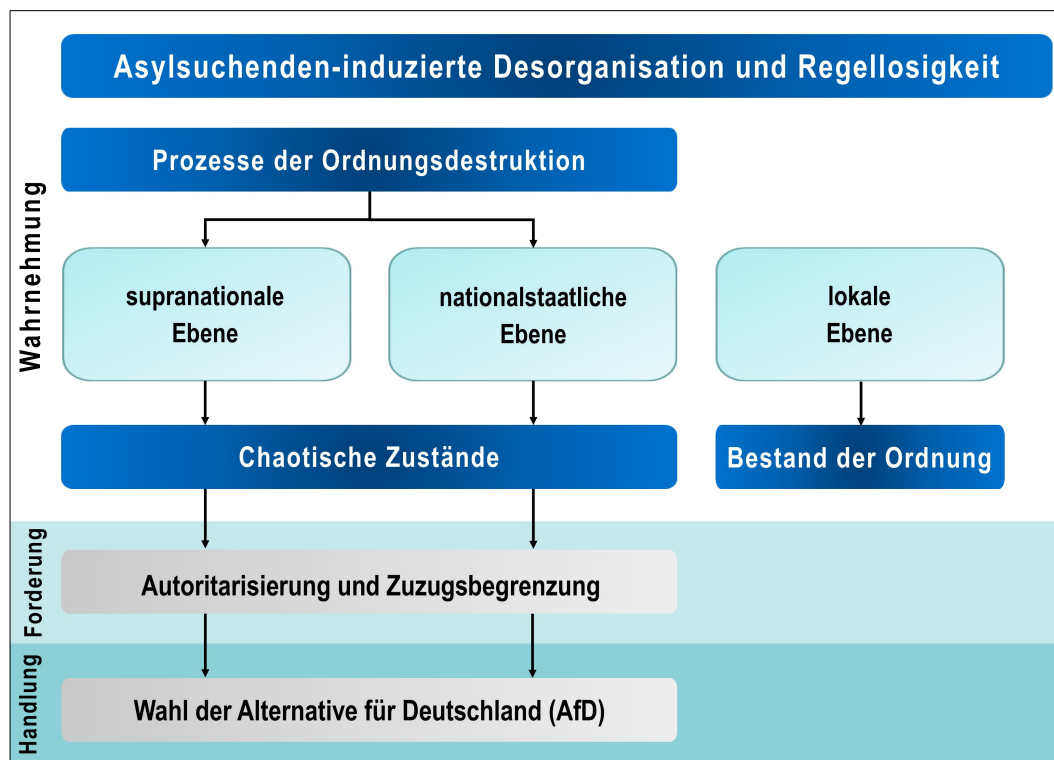 Asylsuchenden-induzierte Desorganisation und Regellosigkeit
Wahrnehmung
Prozesse der Ordnungsdestruktion
supranationale
Ebene
nationalstaatliche
Ebene
lokale
Ebene
Chaotische Zustände
Bestand der Ordnung
Forderung
Autoritarisierung und Zuzugsbegrenzung
Handlung
Wahl der Alternative für Deutschland (AfD)